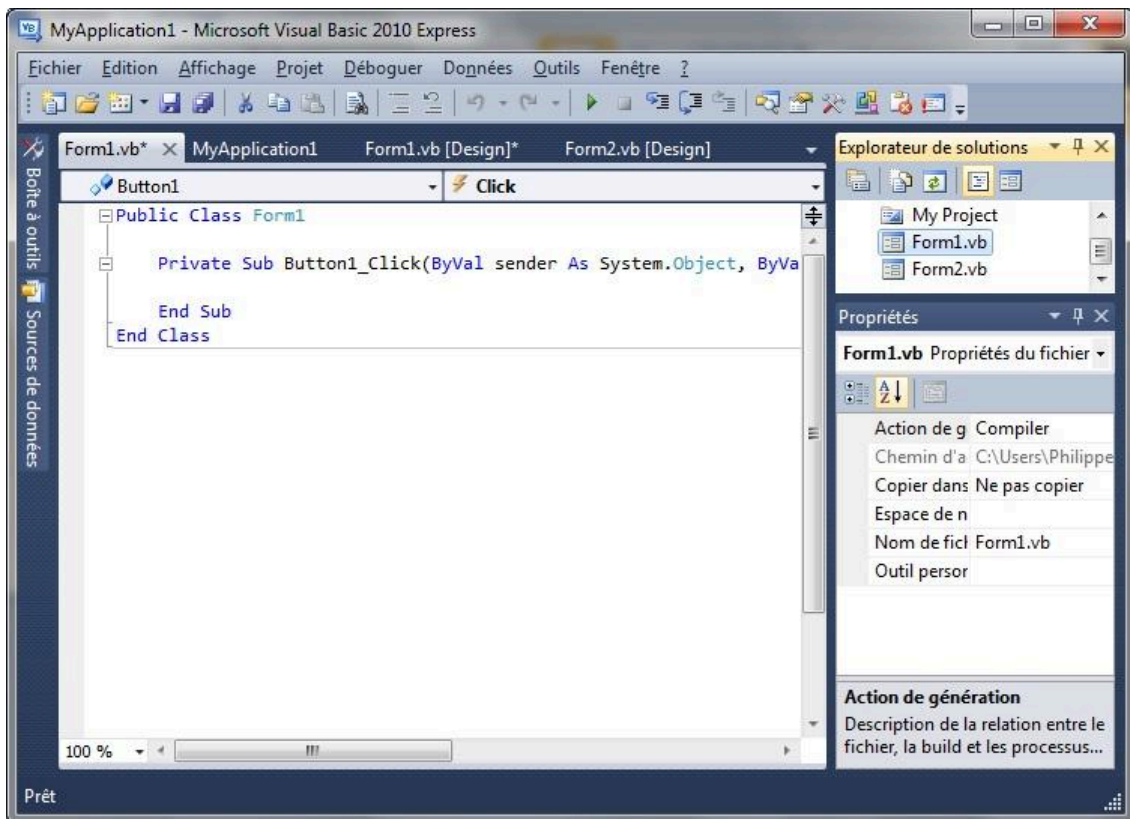 MyApplication1 - Microsoft Visual Basic 2010 Express
Fichier Edition Affichage Projet Déboguer Données Outils Fenêtre ?
Form1.vb* MyApplication1 Form1.vb [Design]* Form2.vb [Design]
Button1 Click
Public Class Form1
Private Sub Button1_Click(ByVal sender As System.Object, ByVa
End Sub
End Class
100 %
Boîte à outils
Sources de données
Explorateur de solutions
My Project
Form1.vb
Form2.vb
Propriétés
Form1.vb Propriétés du fichier
Action de g Compiler
Chemin d'a C:\Users\Philippe
Copier dans Ne pas copier
Espace de n
Nom de fich Form1.vb
Outil person
Action de génération
Description de la relation entre le
fichier, la build et les processus...
Prêt